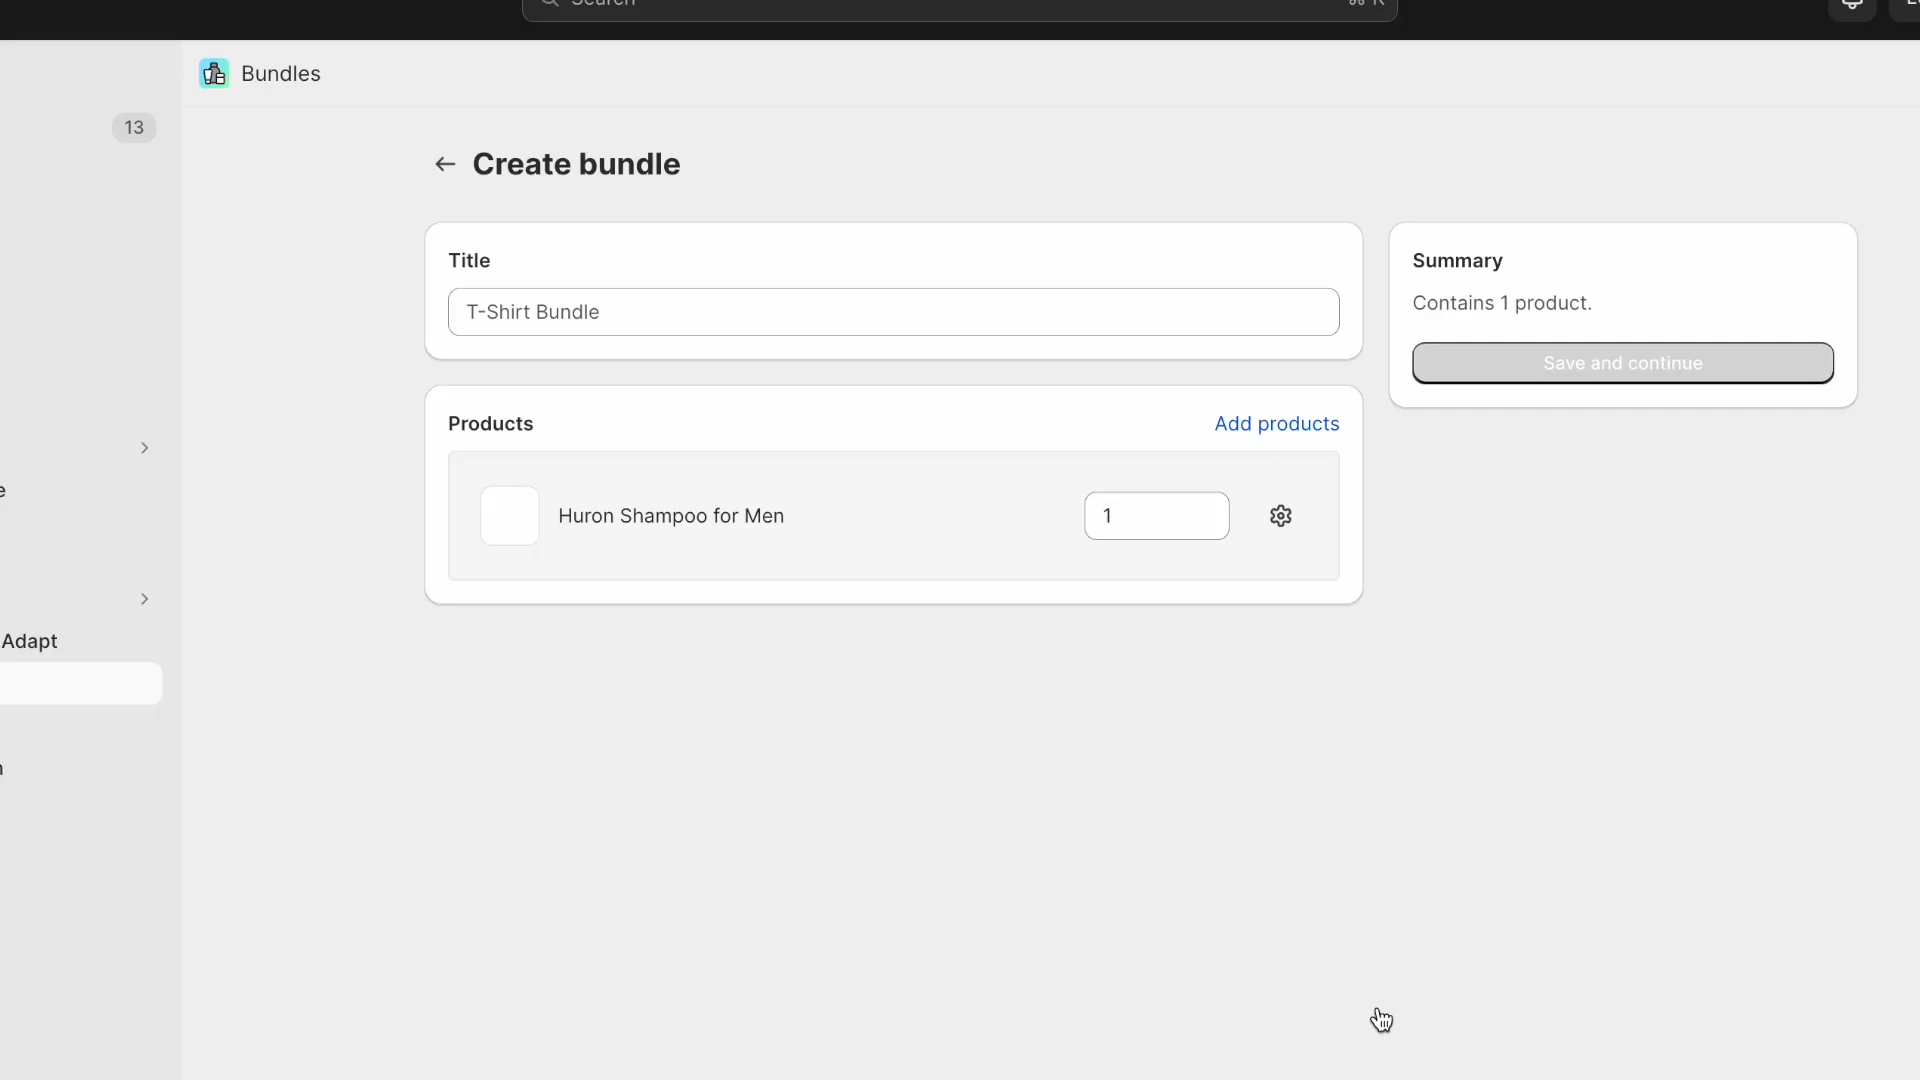 Search
⌘ K
Bundles
13
Create bundle
Title
T-Shirt Bundle
Summary
Contains 1 product.
Save and continue
Products
Add products
Huron Shampoo for Men
1
e
Adapt